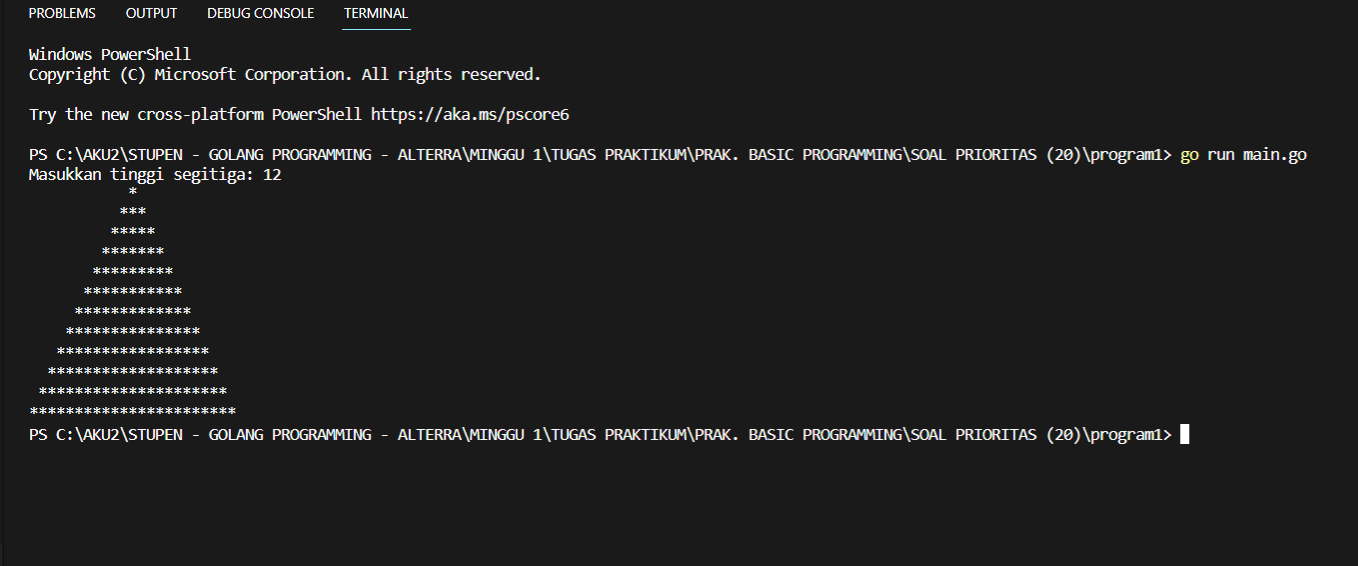 PROBLEMS OUTPUT DEBUG CONSOLE TERMINAL
Windows PowerShell
Copyright (C) Microsoft Corporation. All rights reserved.
Try the new cross-platform PowerShell https://aka.ms/pscore6
PS C:\AKU2\STUPEN - GOLANG PROGRAMMING - ALTERRA\MINGGU 1\TUGAS PRAKTIKUM\PRAK. BASIC PROGRAMMING\SOAL PRIORITAS (20)\program1> go run main.go
Masukkan tinggi segitiga: 12
           *
          ***
         *****
        *******
       *********
      ***********
     *************
    ***************
   *****************
  *******************
 *********************
***********************
PS C:\AKU2\STUPEN - GOLANG PROGRAMMING - ALTERRA\MINGGU 1\TUGAS PRAKTIKUM\PRAK. BASIC PROGRAMMING\SOAL PRIORITAS (20)\program1>